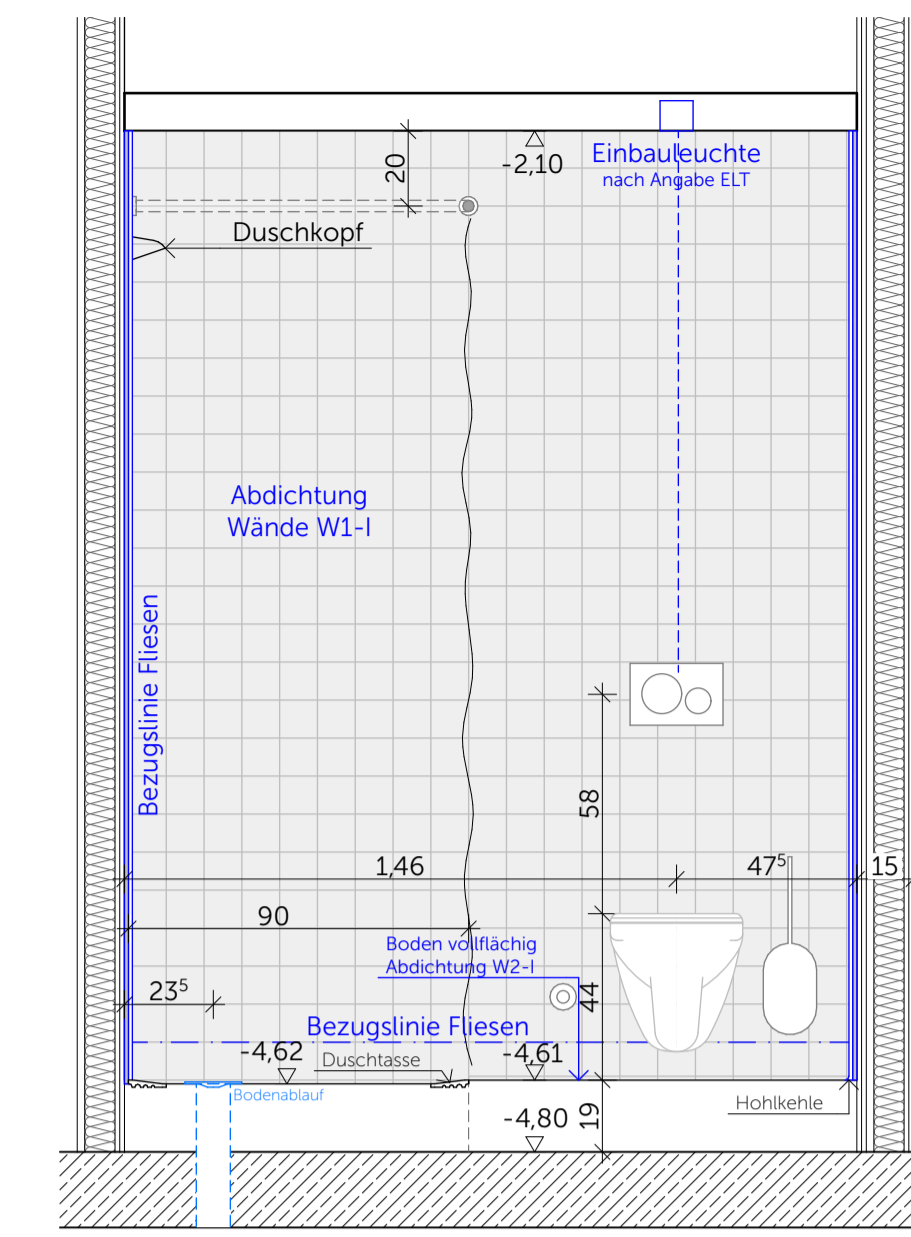 20
-2,10
Einbauleuchte
nach Angabe ELT
Duschkopf
Abdichtung
Wände W1-I
Bezugslinie Fliesen
58
1,46
47⁵
15
90
Boden vollflächig
Abdichtung W2-I
23⁵
44
Bezugslinie Fliesen
-4,62
Duschtasse
-4,61
Bodenablauf
Hohlkehle
-4,80
19